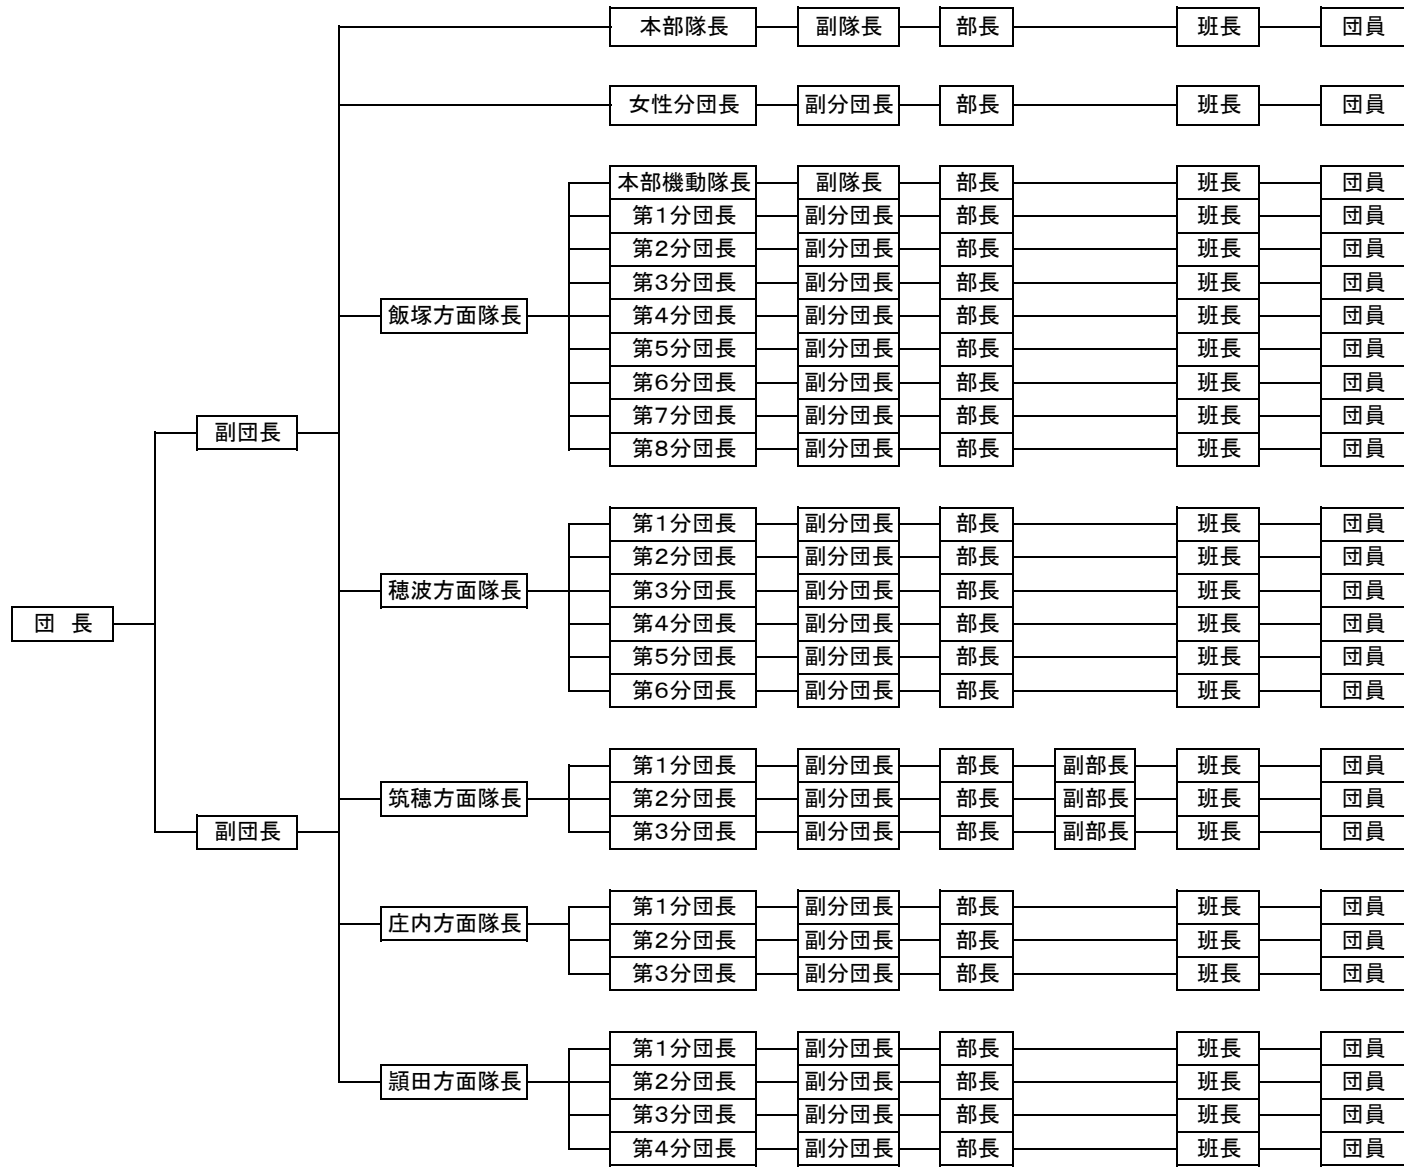 本部隊長 副隊長 部長 班長 団員
女性分団長 副分団長 部長 班長 団員
本部機動隊長 副隊長 部長 班長 団員
第1分団長 副分団長 部長 班長 団員
第2分団長 副分団長 部長 班長 団員
第3分団長 副分団長 部長 班長 団員
飯塚方面隊長 第4分団長 副分団長 部長 班長 団員
第5分団長 副分団長 部長 班長 団員
第6分団長 副分団長 部長 班長 団員
第7分団長 副分団長 部長 班長 団員
副団長
第8分団長 副分団長 部長 班長 団員
第1分団長 副分団長 部長 班長 団員
第2分団長 副分団長 部長 班長 団員
穂波方面隊長 第3分団長 副分団長 部長 班長 団員
団 長 第4分団長 副分団長 部長 班長 団員
第5分団長 副分団長 部長 班長 団員
第6分団長 副分団長 部長 班長 団員
第1分団長 副分団長 部長 副部長 班長 団員
筑穂方面隊長 第2分団長 副分団長 部長 副部長 班長 団員
副団長 第3分団長 副分団長 部長 副部長 班長 団員
第1分団長 副分団長 部長 班長 団員
庄内方面隊長
第2分団長 副分団長 部長 班長 団員
第3分団長 副分団長 部長 班長 団員
第1分団長 副分団長 部長 班長 団員
頴田方面隊長 第2分団長 副分団長 部長 班長 団員
第3分団長 副分団長 部長 班長 団員
第4分団長 副分団長 部長 班長 団員